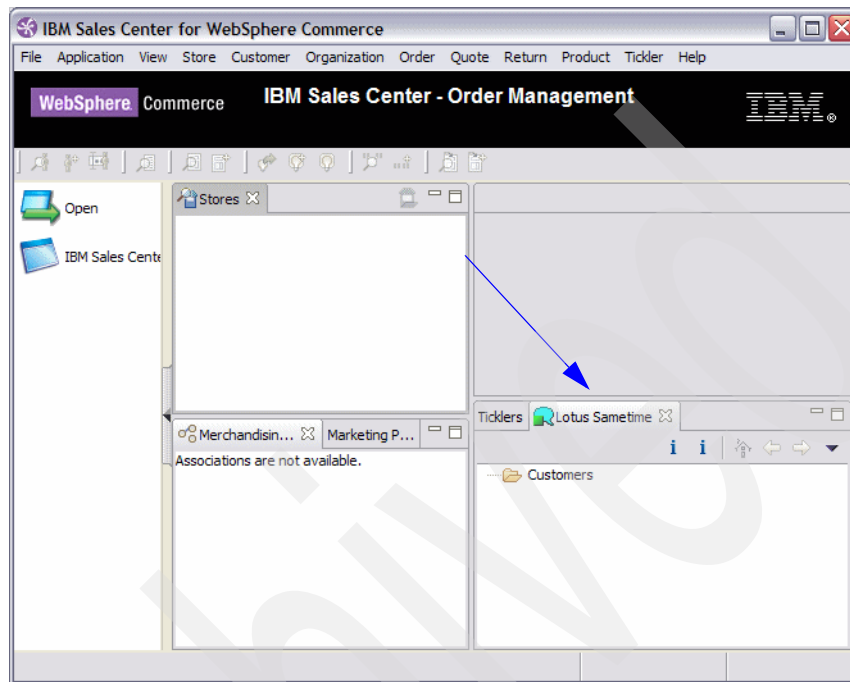 IBM Sales Center for WebSphere Commerce
File Application View Store Customer Organization Order Quote Return Product Tickler Help
WebSphere. Commerce IBM Sales Center - Order Management IBM®
Open
IBM Sales Cente
Stores
Merchandisin... Marketing P...
Associations are not available.
Ticklers Lotus Sametime
i i
Customers